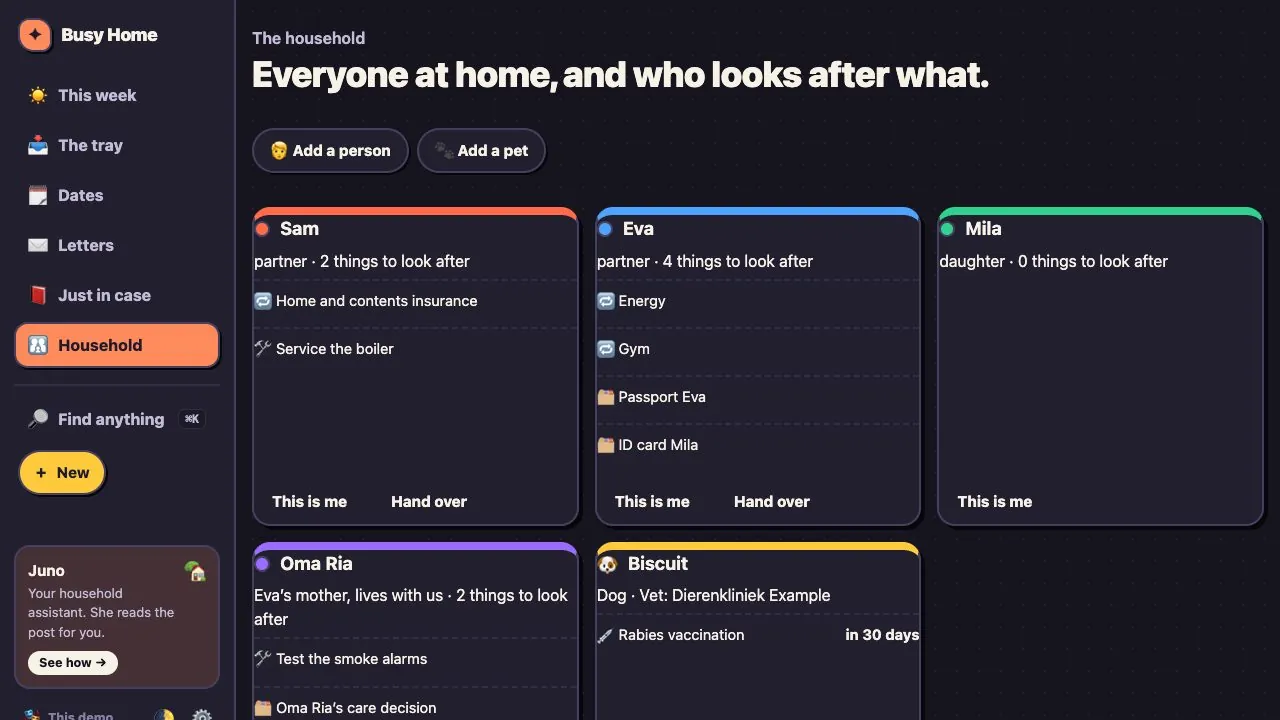 Busy Home
This week
The tray
Dates
Letters
Just in case
Household
Find anything ⌘K
+ New
Juno
Your household
assistant. She reads the
post for you.
See how →
This demo
The household
Everyone at home, and who looks after what.
Add a person
Add a pet
Sam
partner · 2 things to look after
Home and contents insurance
Service the boiler
This is me Hand over
Eva
partner · 4 things to look after
Energy
Gym
Passport Eva
ID card Mila
This is me Hand over
Mila
daughter · 0 things to look after
This is me
Oma Ria
Eva's mother, lives with us · 2 things to look
after
Test the smoke alarms
Oma Ria's care decision
Biscuit
Dog · Vet: Dierenkliniek Example
Rabies vaccination in 30 days